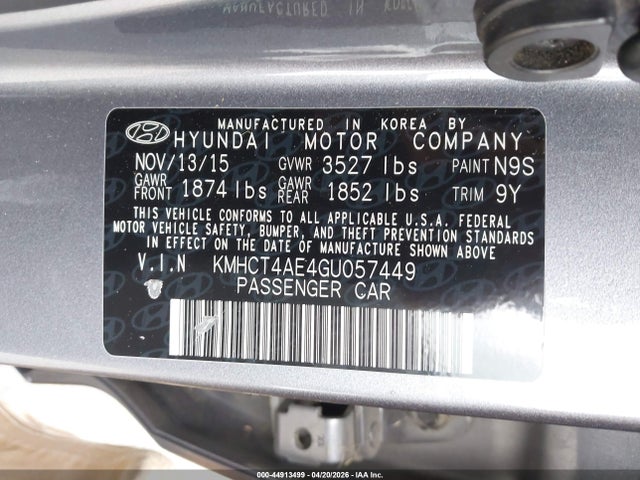 MANUFACTURED IN KOREA BY
HYUNDAI MOTOR COMPANY
NOV/13/15 GVWR 3527 lbs PAINT N9S
GAWR FRONT 1874 lbs GAWR REAR 1852 lbs TRIM 9Y
THIS VEHICLE CONFORMS TO ALL APPLICABLE U.S.A. FEDERAL
MOTOR VEHICLE SAFETY, BUMPER, AND THEFT PREVENTION STANDARDS
IN EFFECT ON THE DATE OF MANUFACTURE SHOWN ABOVE
V.I.N KMHCT4AE4GU057449
PASSENGER CAR
000-44913499 - 04/20/2026 - IAA Inc.